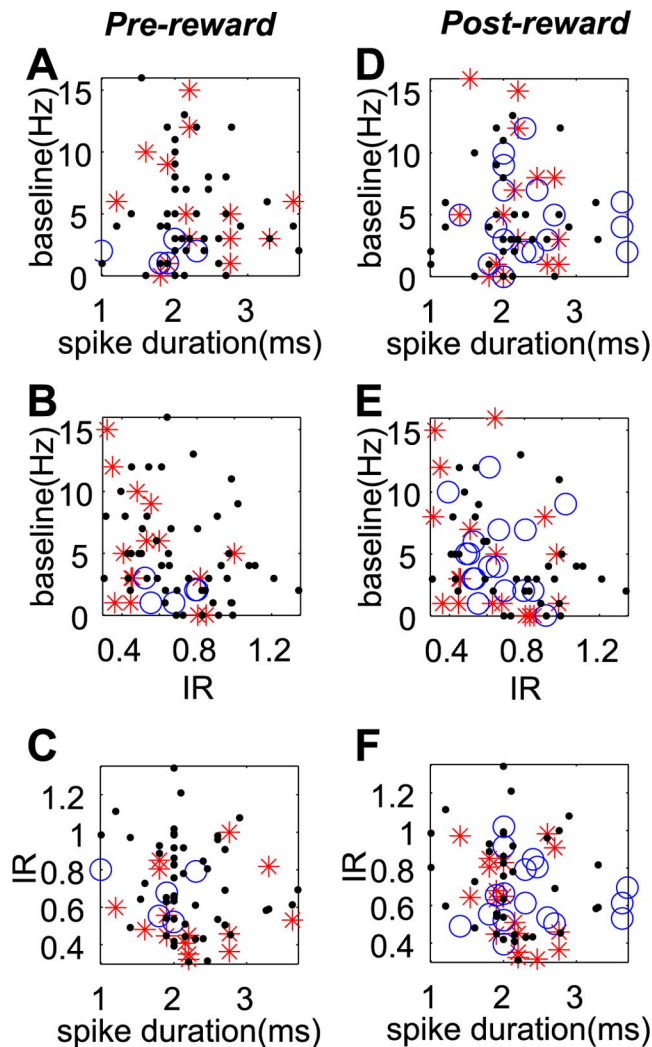 Pre-reward Post-reward
A D
15 15
10 10
5 5
0 0
baseline(Hz) baseline(Hz)
1 2 3 1 2 3
spike duration(ms) spike duration(ms)
B E
15 15
10 10
5 5
0 0
baseline(Hz) baseline(Hz)
0.4 0.8 1.2 0.4 0.8 1.2
IR IR
C F
1.2 1.2
1 1
0.8 0.8
0.6 0.6
0.4 0.4
IR IR
1 2 3 1 2 3
spike duration(ms) spike duration(ms)